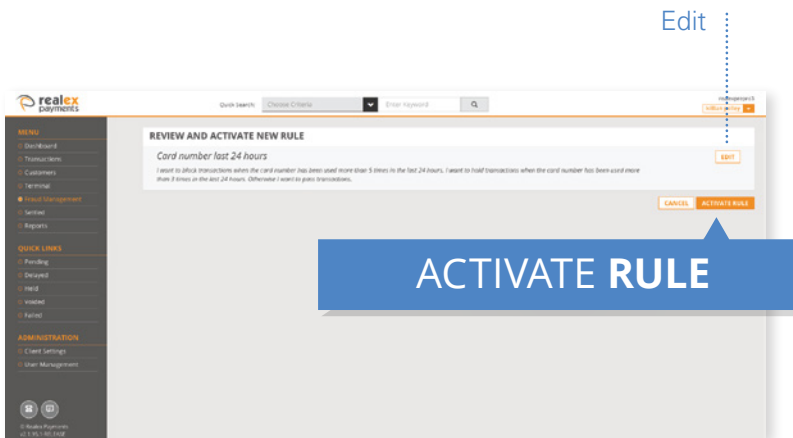 Edit
realex
payments
Quick Search:
Choose Criteria
Enter Keyword
MENU
Dashboard
Transactions
Customers
Terminal
Fraud Management
Settled
Reports
QUICK LINKS
Pending
Delayed
Held
Voided
Failed
ADMINISTRATION
Client Settings
User Management
© Realex Payments
REVIEW AND ACTIVATE NEW RULE
Card number last 24 hours
EDIT
I want to block transactions when the card number has been used more than 5 times in the last 24 hours. I want to hold transactions when the card number has been used more
than 3 times in the last 24 hours. Otherwise I want to pass transactions.
CANCEL
ACTIVATE RULE
ACTIVATE RULE